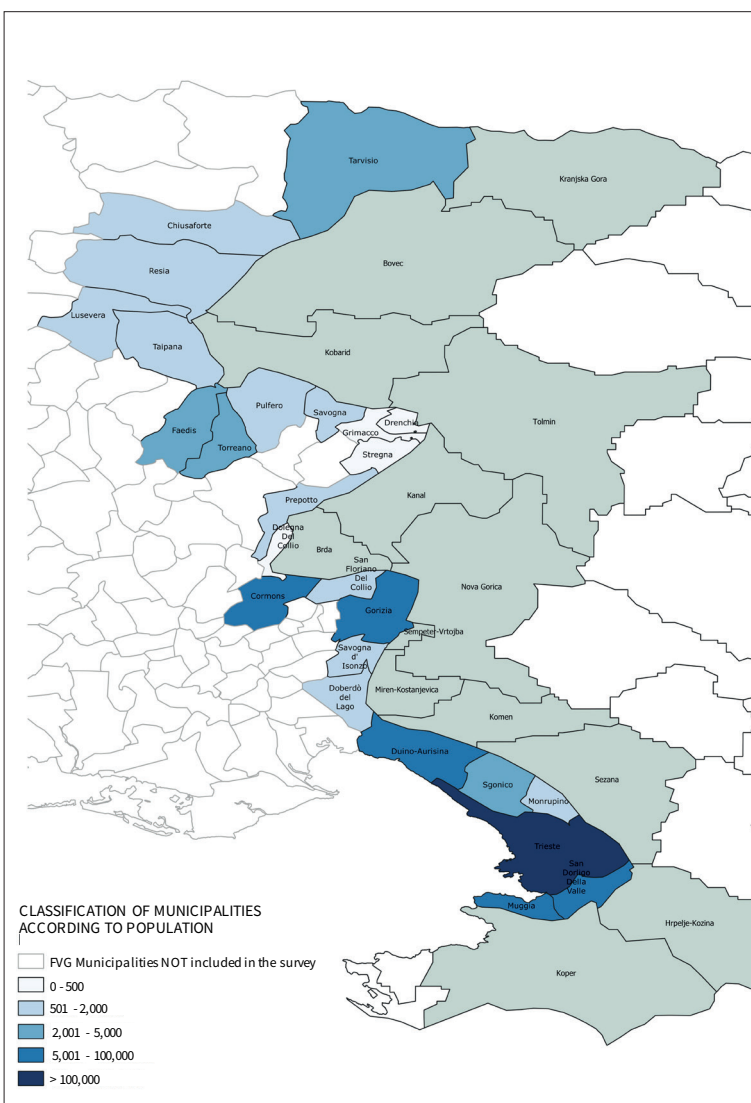 Tarvisio
Kranjska Gora
Chiusaforte
Bovec
Resia
Lusevera
Taipana
Kobarid
Pulfero
Savogna
Drenchia
Tolmin
Faedis
Grimacco
Torreano
Stregna
Prepotto
Kanal
Dolegna
Del
Collio
Brda
San
Floriano
Del
Collio
Nova Gorica
Cormons
Gorizia
Sempeter-Vrtojba
Savogna
d'
Isonzo
Doberdò
del
Lago
Miren-Kostanjevica
Komen
Duino-Aurisina
Sezana
Sgonico
Monrupino
Trieste
San
Dorligo
Della
Valle
Muggia
Hrpelje-Kozina
Koper
CLASSIFICATION OF MUNICIPALITIES
ACCORDING TO POPULATION
FVG Municipalities NOT included in the survey
0 - 500
501 - 2,000
2,001 - 5,000
5,001 - 100,000
> 100,000